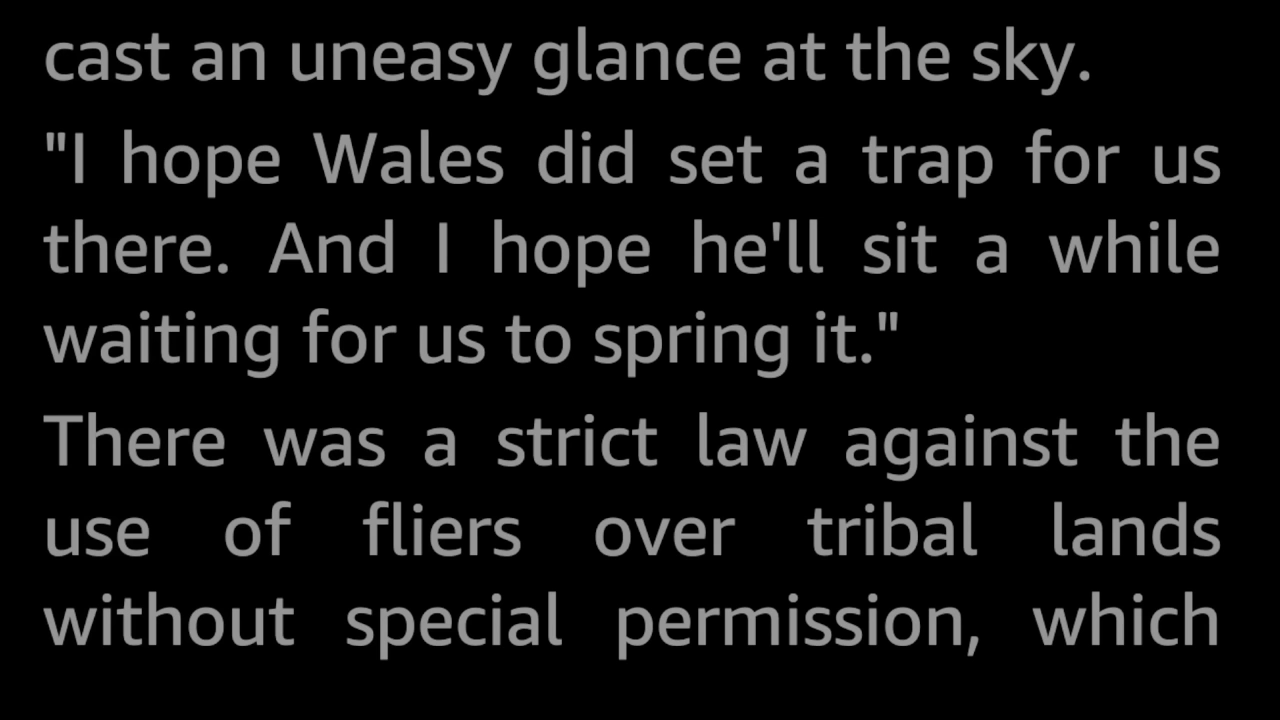 cast an uneasy glance at the sky.
"I hope Wales did set a trap for us
there. And I hope he'll sit a while
waiting for us to spring it."
There was a strict law against the
use of fliers over tribal lands
without special permission, which